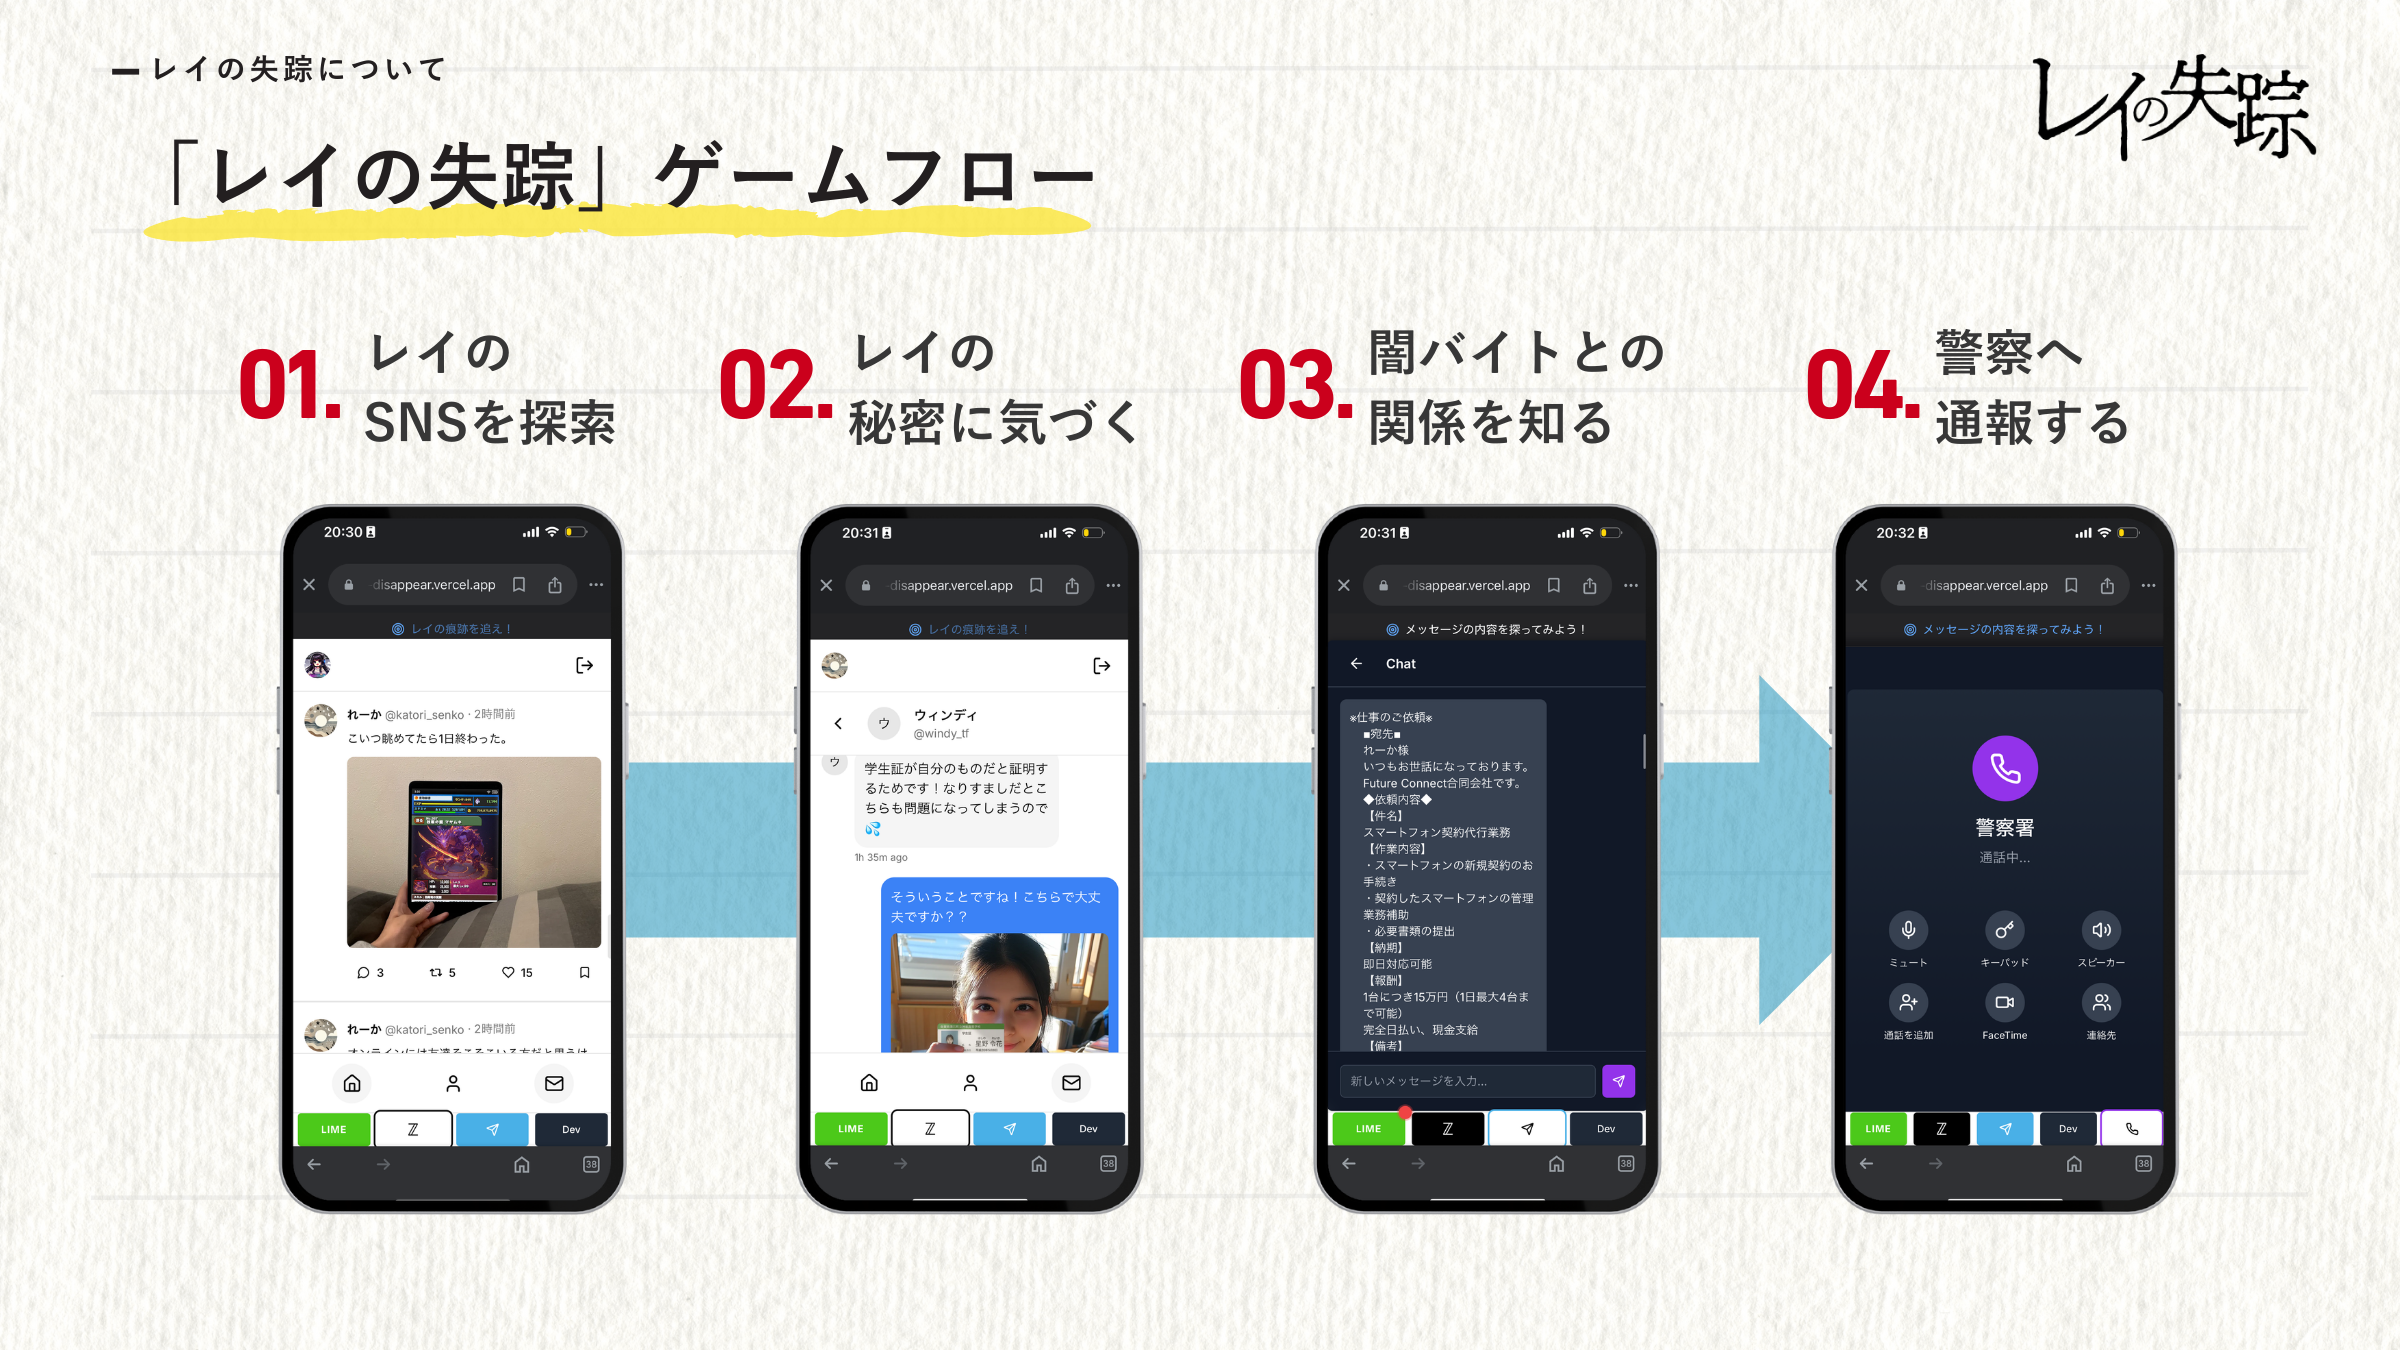 レイの失踪について
レイの失踪
「レイの失踪」ゲームフロー
01.
レイの
SNSを探索
02.
レイの
秘密に気づく
03.
闇バイトとの
関係を知る
04.
警察へ
通報する
20:30
-disappear.vercel.app
レイの痕跡を追え！
れーか @katori_senko · 2時間前
こいつ眺めてたら1日終わった。
3
5
15
れーか @katori_senko · 2時間前
LIME
Z
Dev
38
20:31
-disappear.vercel.app
レイの痕跡を追え！
ウ
ウィンディ
@windy_tf
ウ
学生証が自分のものだと証明す
るためです！なりすましだとこ
ちらも問題になってしまうので
💦
1h 35m ago
そういうことですね！こちらで大丈
夫ですか？？
星野 令花
LIME
Z
Dev
38
20:31
-disappear.vercel.app
メッセージの内容を探ってみよう！
Chat
※仕事のご依頼※
■宛先■
れーか様
いつもお世話になっております。
Future Connect合同会社です。
◆依頼内容◆
【件名】
スマートフォン契約代行業務
【作業内容】
・スマートフォンの新規契約のお
手続き
・契約したスマートフォンの管理
業務補助
・必要書類の提出
【納期】
即日対応可能
【報酬】
1台につき15万円（1日最大4台ま
で可能）
完全日払い、現金支給
【備考】
新しいメッセージを入力...
LIME
Z
Dev
38
20:32
-disappear.vercel.app
メッセージの内容を探ってみよう！
警察署
通話中...
ミュート
キーパッド
スピーカー
通話を追加
FaceTime
連絡先
LIME
Z
Dev
38